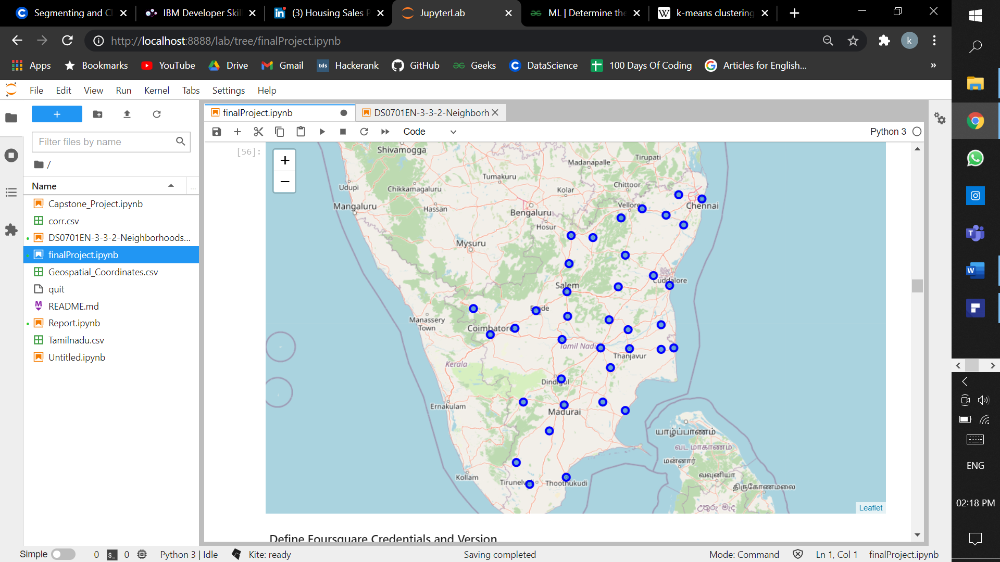 Segmenting and Cl
IBM Developer Skil
(3) Housing Sales P
JupyterLab
ML | Determine the
k-means clustering
http://localhost:8888/lab/tree/finalProject.ipynb
k
Apps
Bookmarks
YouTube
Drive
Gmail
tds
Hackerank
GitHub
Geeks
DataScience
100 Days Of Coding
Articles for English...
»
File
Edit
View
Run
Kernel
Tabs
Settings
Help
finalProject.ipynb
DS0701EN-3-3-2-Neighborh
Code
Python 3
Filter files by name
/
Name
Capstone_Project.ipynb
corr.csv
DS0701EN-3-3-2-Neighborhoods...
finalProject.ipynb
Geospatial_Coordinates.csv
quit
README.md
Report.ipynb
Tamilnadu.csv
Untitled.ipynb
[56]:
+
−
Shivamogga
Madanapalle
Tirupati
Tumakuru
Udupi
Chikkamagaluru
Kolar
Chittoor
Mangaluru
Hassan
Bengaluru
Vellore
Chennai
Hosur
Mysuru
Salem
Cuddalore
Manassery
Town
Coimbatore
Tamil Nadu
Kerala
Thanjavur
Dindigul
Ernakulam
Madurai
யாழ்ப்பாணம்
வட மாகாணம்
மன்னார்
வவுனியா
திருகோணமலை
Kollam
Thoothukudi
Leaflet
Define Foursquare Credentials and Version
Simple
0
0
Python 3 | Idle
Kite: ready
Saving completed
Mode: Command
Ln 1, Col 1
finalProject.ipynb
ENG
02:18 PM